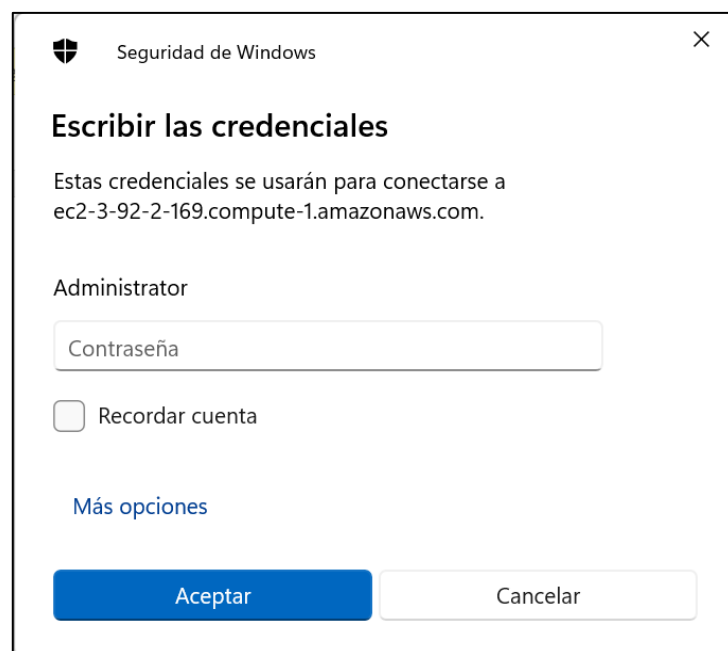 Seguridad de Windows
Escribir las credenciales
Estas credenciales se usarán para conectarse a
ec2-3-92-2-169.compute-1.amazonaws.com.
Administrator
Contraseña
Recordar cuenta
Más opciones
Aceptar
Cancelar